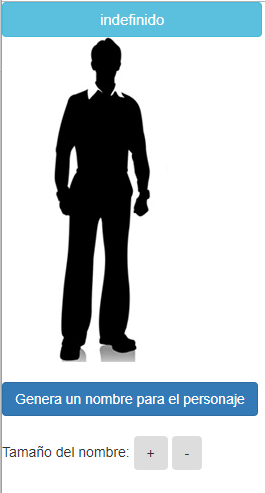 indefinido
Genera un nombre para el personaje
Tamaño del nombre: + -